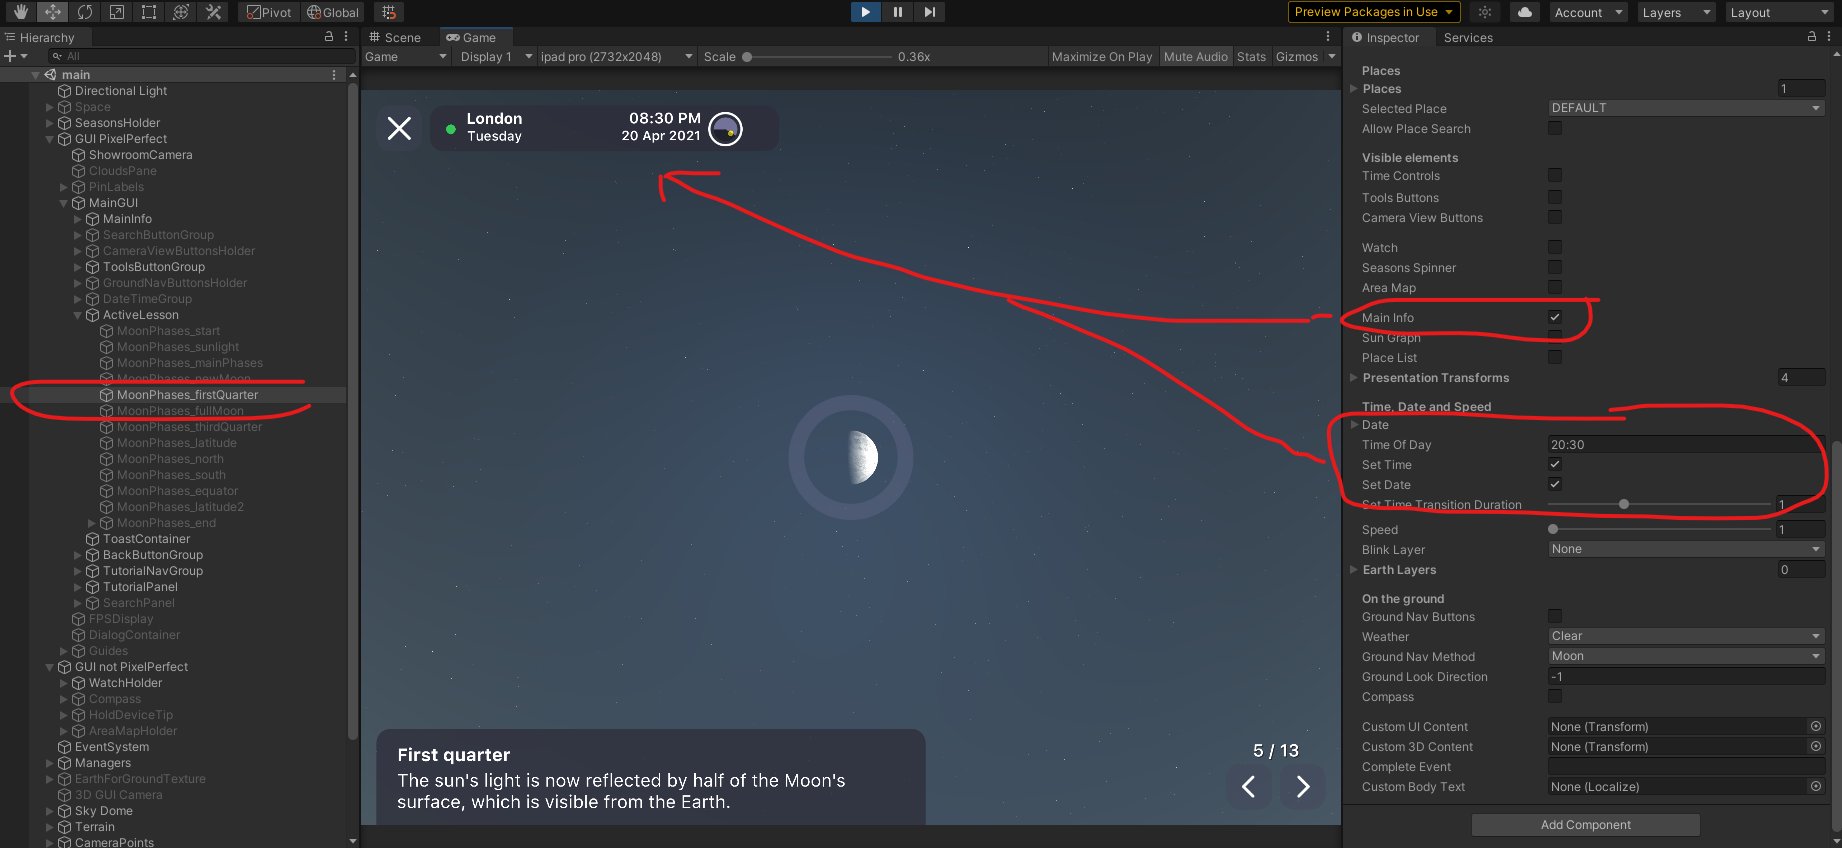 Pivot
Global
Preview Packages in Use
Account
Layers
Layout
Hierarchy
All
main
Directional Light
Space
SeasonsHolder
GUI PixelPerfect
ShowroomCamera
CloudsPane
PinLabels
MainGUI
MainInfo
SearchButtonGroup
CameraViewButtonsHolder
ToolsButtonGroup
GroundNavButtonsHolder
DateTimeGroup
ActiveLesson
MoonPhases_start
MoonPhases_sunlight
MoonPhases_mainPhases
MoonPhases_newMoon
MoonPhases_firstQuarter
MoonPhases_fullMoon
MoonPhases_thirdQuarter
MoonPhases_latitude
MoonPhases_north
MoonPhases_south
MoonPhases_equator
MoonPhases_latitude2
MoonPhases_end
ToastContainer
BackButtonGroup
TutorialNavGroup
TutorialPanel
SearchPanel
FPSDisplay
DialogContainer
Guides
GUI not PixelPerfect
WatchHolder
Compass
HoldDeviceTip
AreaMapHolder
EventSystem
Managers
EarthForGroundTexture
3D GUI Camera
Sky Dome
Terrain
CameraPoints
Scene
Game
Game
Display 1
ipad pro (2732x2048)
Scale
0.36x
Maximize On Play
Mute Audio
Stats
Gizmos
London
08:30 PM
Tuesday
20 Apr 2021
First quarter
The sun's light is now reflected by half of the Moon's
surface, which is visible from the Earth.
5 / 13
Inspector
Services
Places
Places 1
Selected Place DEFAULT
Allow Place Search
Visible elements
Time Controls
Tools Buttons
Camera View Buttons
Watch
Seasons Spinner
Area Map
Main Info
Sun Graph
Place List
Presentation Transforms 4
Time, Date and Speed
Date
Time Of Day 20:30
Set Time
Set Date
Set Time Transition Duration 1
Speed 1
Blink Layer None
Earth Layers 0
On the ground
Ground Nav Buttons
Weather Clear
Ground Nav Method Moon
Ground Look Direction -1
Compass
Custom UI Content None (Transform)
Custom 3D Content None (Transform)
Complete Event
Custom Body Text None (Localize)
Add Component